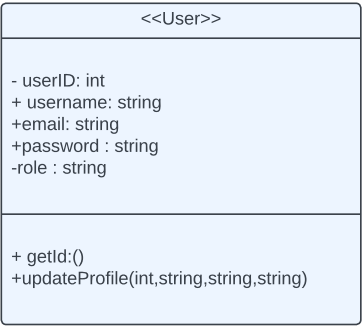 <<User>>
- userID: int
+ username: string
+email: string
+password : string
-role : string
+ getId:()
+updateProfile(int,string,string,string)